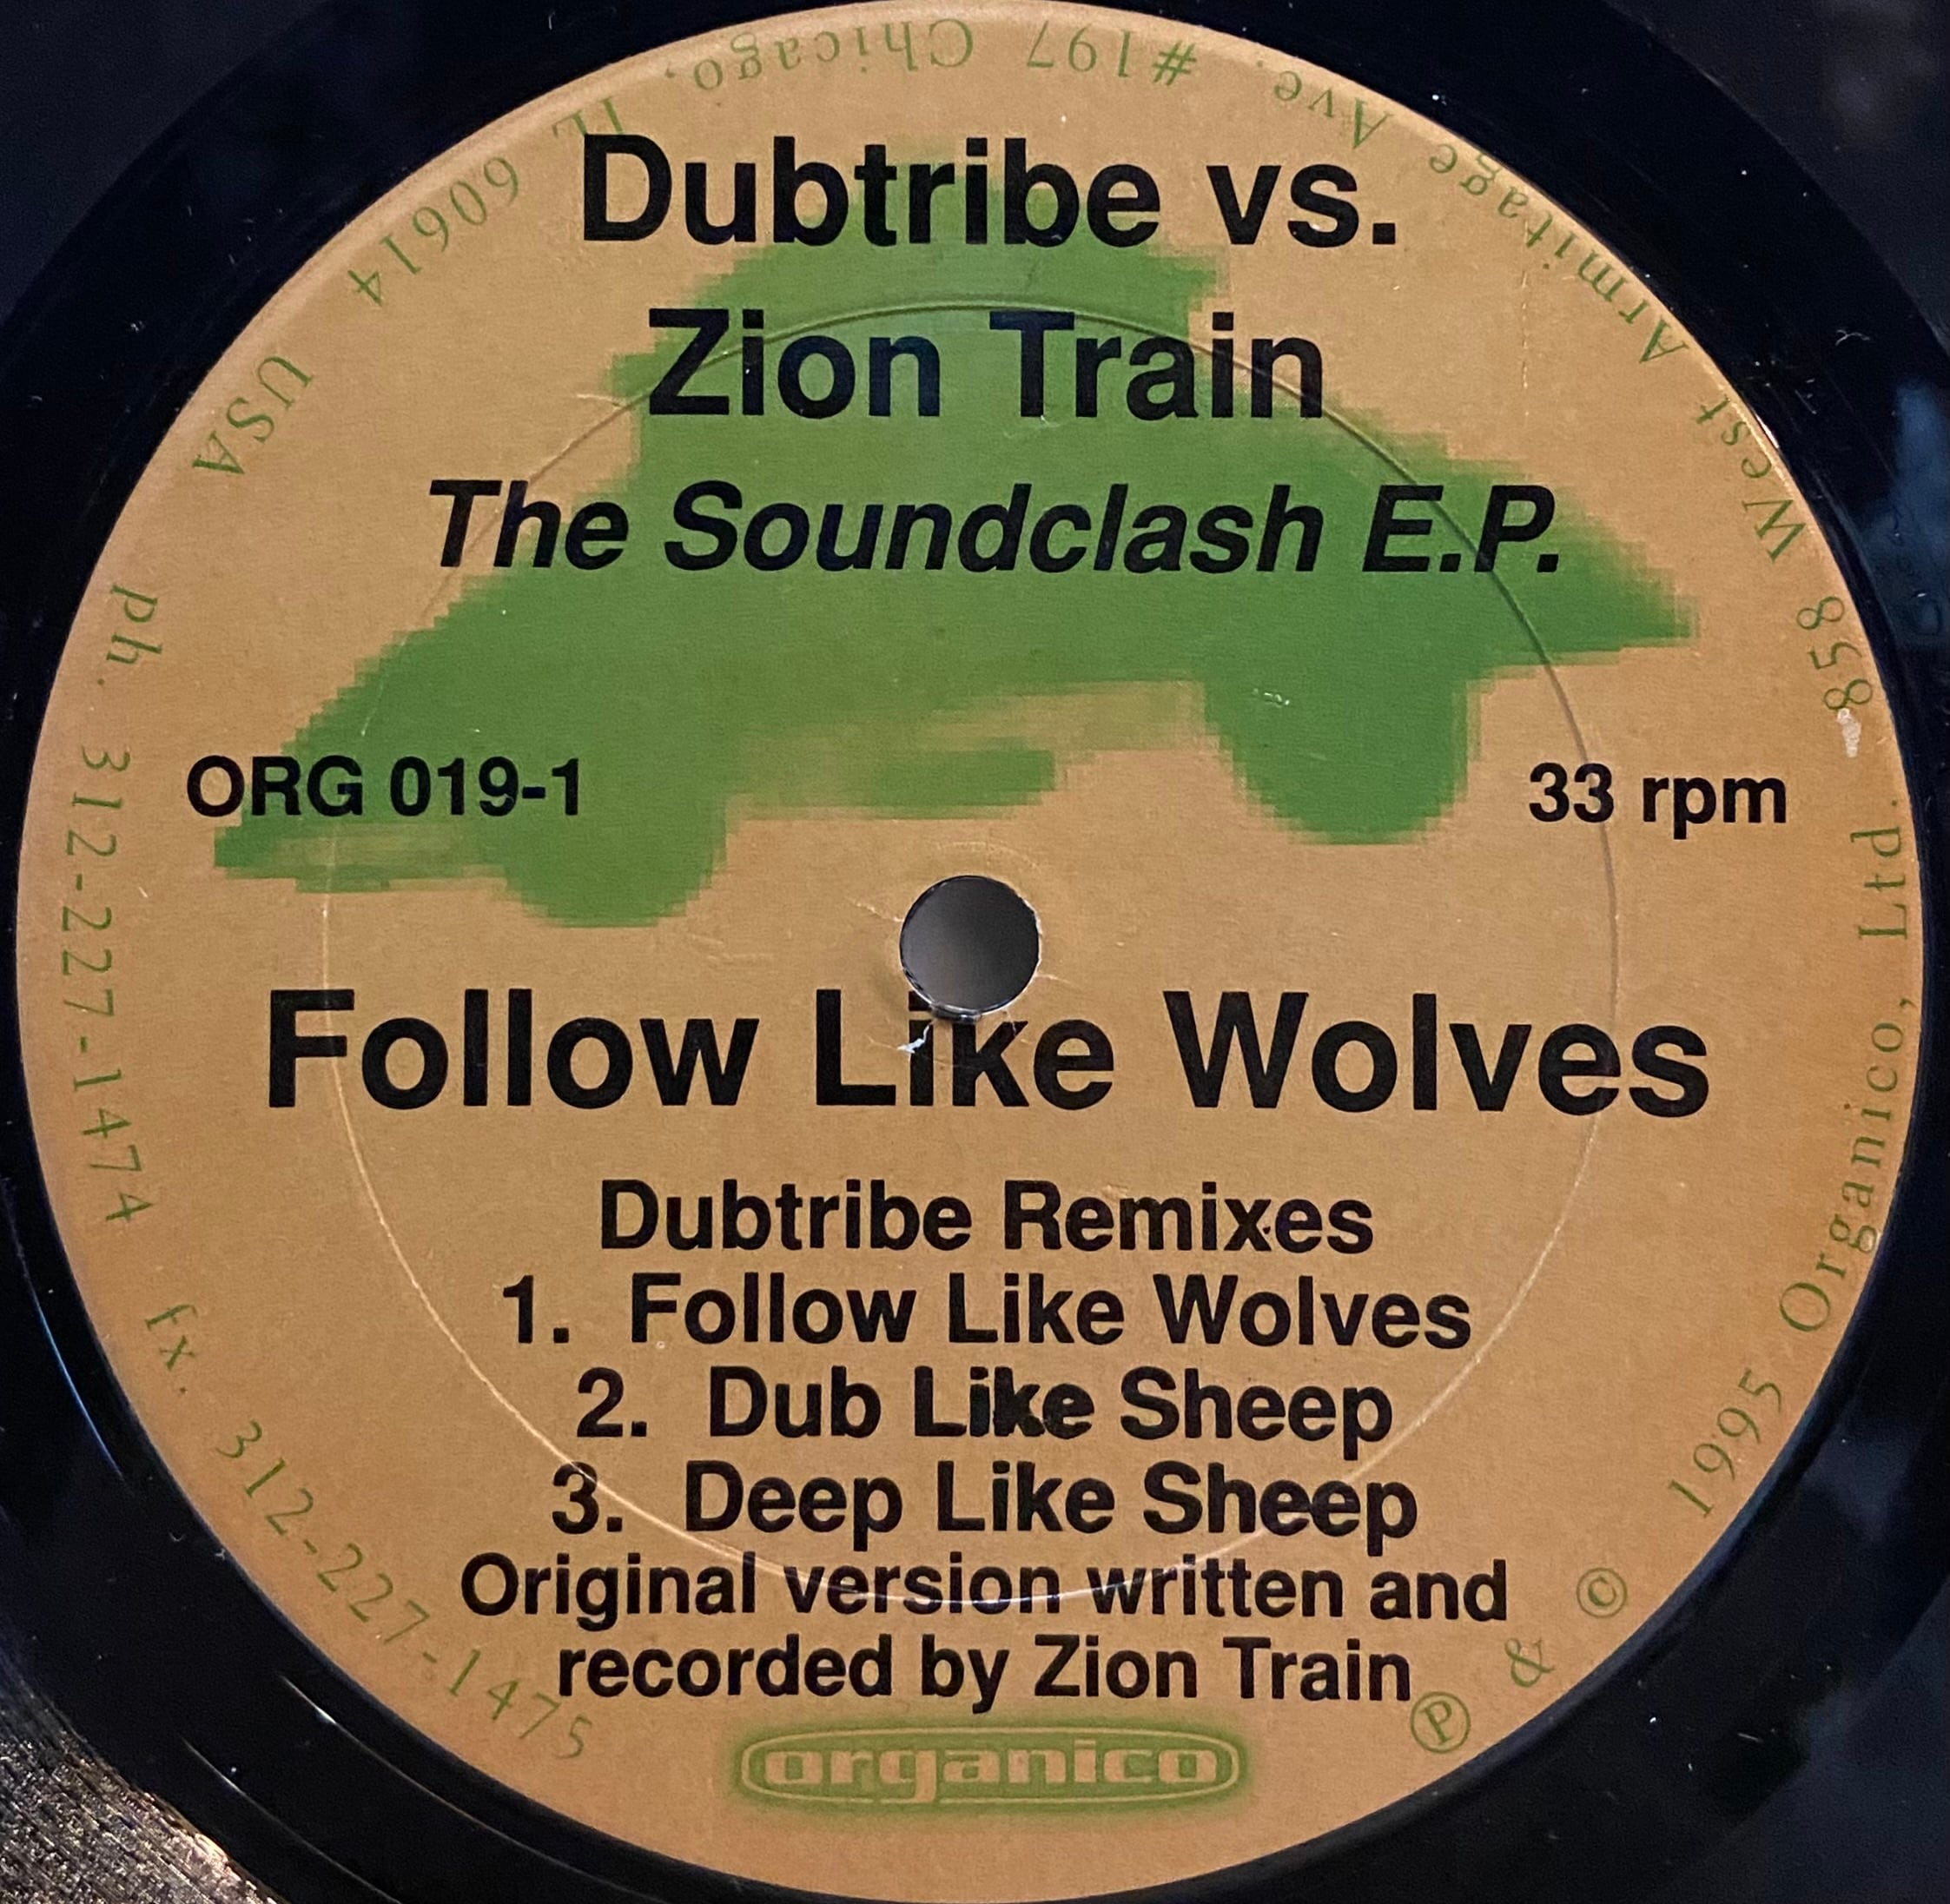 Dubtribe vs.
Zion Train
The Soundclash E.P.
ORG 019-1
33 rpm
Follow Like Wolves
Dubtribe Remixes
1. Follow Like Wolves
2. Dub Like Sheep
3. Deep Like Sheep
Original version written and
recorded by Zion Train
organico
℗ & © 1995 Organico, Ltd. 858 West Armitage Ave. #197 Chicago, IL 60614 USA ph. 312-227-1474 fx. 312-227-1475